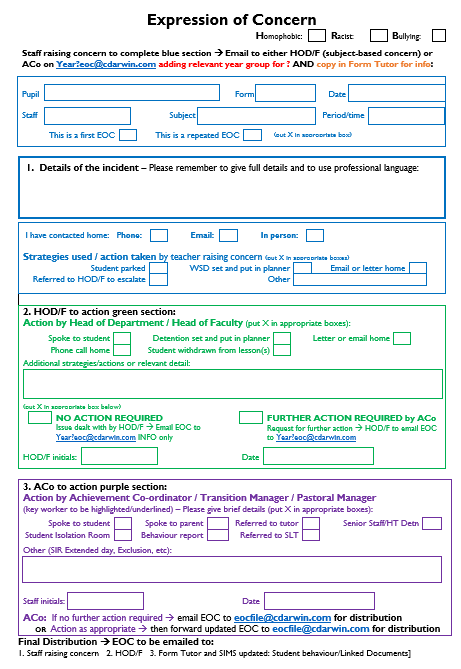 Expression of Concern
Homophobic: Racist: Bullying:
Staff raising concern to complete blue section → Email to either HOD/F (subject-based concern) or
ACo on Year?eoc@cdarwin.com adding relevant year group for ? AND copy in Form Tutor for info:
Pupil Form Date
Staff Subject Period/time
This is a first EOC This is a repeated EOC (put X in appropriate box)
1. Details of the incident – Please remember to give full details and to use professional language:
I have contacted home: Phone: Email: In person:
Strategies used / action taken by teacher raising concern (put X in appropriate boxes)
Student parked WSD set and put in planner Email or letter home
Referred to HOD/F to escalate Other
2. HOD/F to action green section:
Action by Head of Department / Head of Faculty (put X in appropriate boxes):
Spoke to student Detention set and put in planner Letter or email home
Phone call home Student withdrawn from lesson(s)
Additional strategies/actions or relevant detail:
(put X in appropriate box below)
NO ACTION REQUIRED FURTHER ACTION REQUIRED by ACo
Issue dealt with by HOD/F → Email EOC to Request for further action → HOD/F to email EOC
Year?eoc@cdarwin.com INFO only to Year?eoc@cdarwin.com
HOD/F initials: Date
3. ACo to action purple section:
Action by Achievement Co-ordinator / Transition Manager / Pastoral Manager
(key worker to be highlighted/underlined) – Please give brief details (put X in appropriate boxes):
Spoke to student Spoke to parent Referred to tutor Senior Staff/HT Detn
Student Isolation Room Behaviour report Referred to SLT
Other (SIR Extended day, Exclusion, etc):
Staff initials: Date
ACo: If no further action required → email EOC to eocfile@cdarwin.com for distribution
OR Action as appropriate → then forward updated EOC to eocfile@cdarwin.com for distribution
Final Distribution → EOC to be emailed to:
1. Staff raising concern 2. HOD/F 3. Form Tutor and SIMS updated: Student behaviour/Linked Documents]